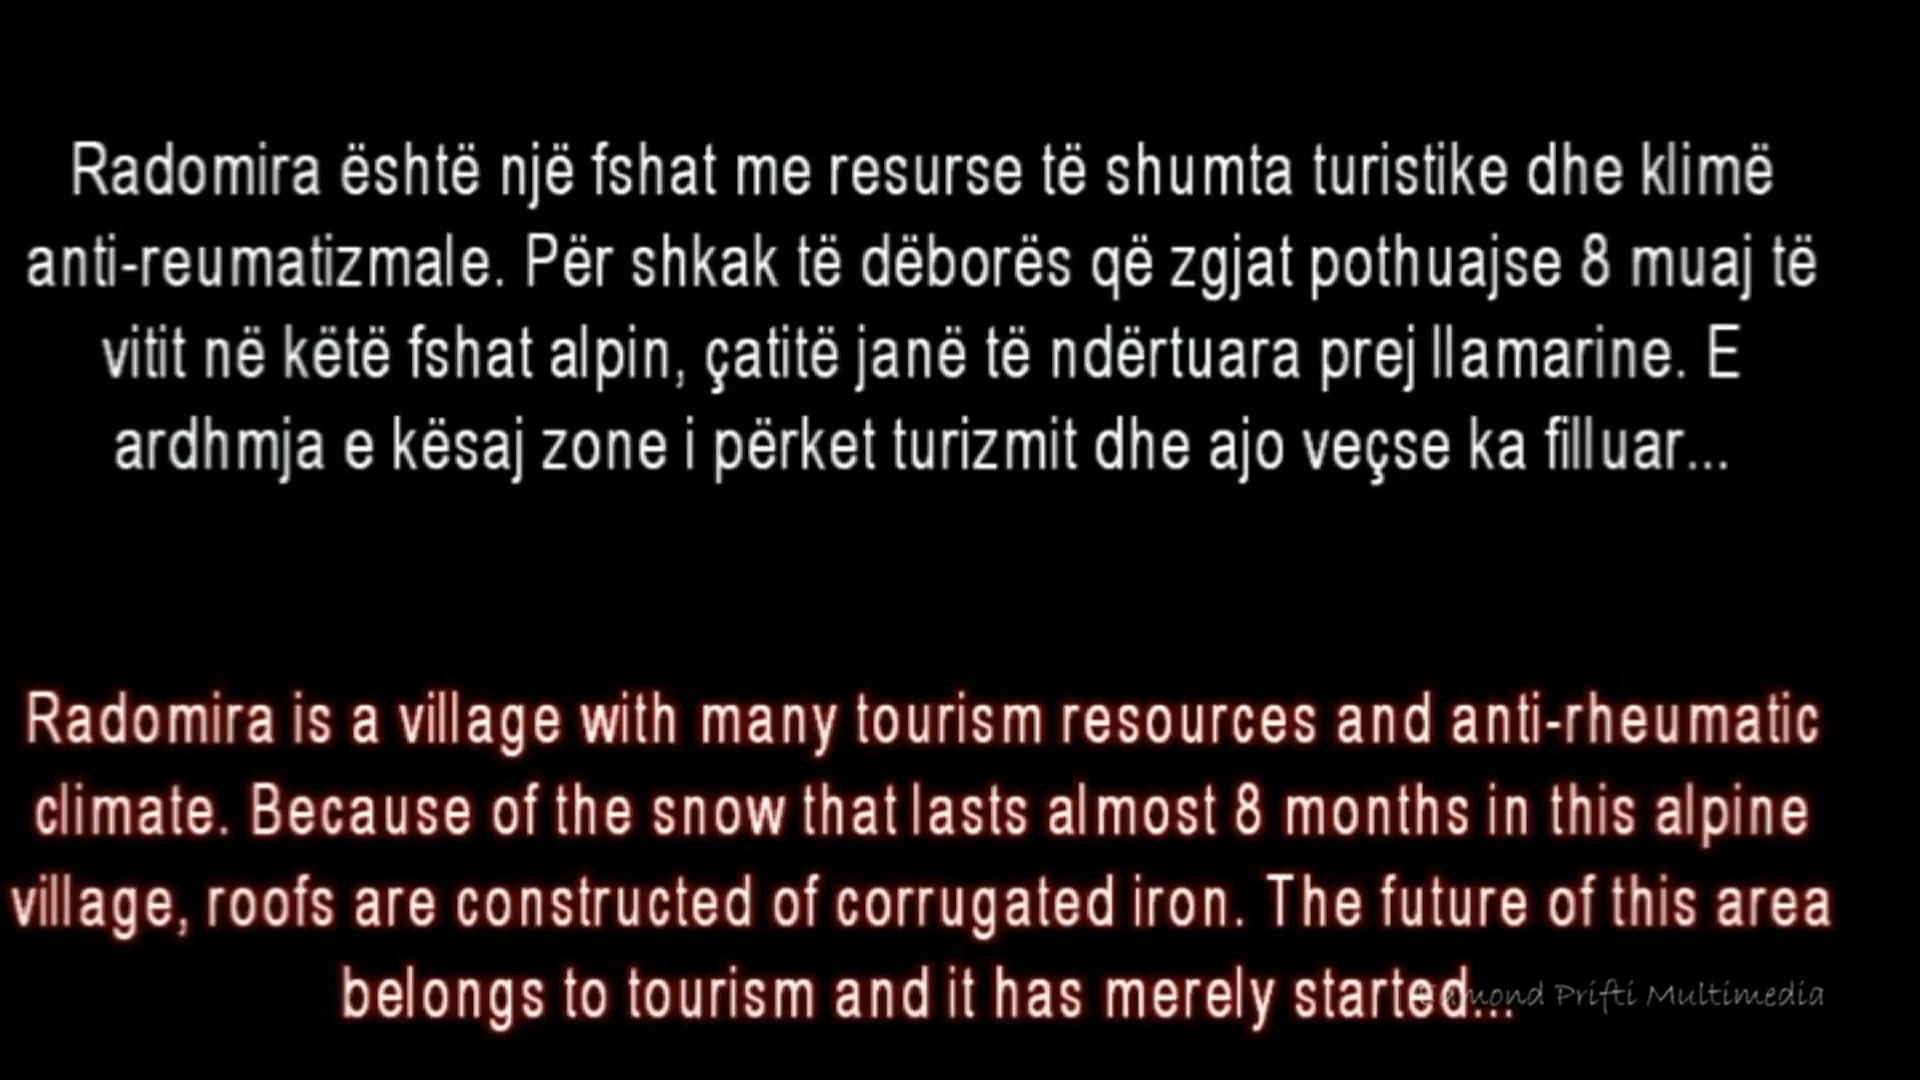 Radomira është një fshat me resurse të shumta turistike dhe klimë
anti-reumatizmale. Për shkak të dëborës që zgjat pothuajse 8 muaj të
vitit në këtë fshat alpin, çatitë janë të ndërtuara prej llamarine. E
ardhmja e kësaj zone i përket turizmit dhe ajo veçse ka filluar...
Radomira is a village with many tourism resources and anti-rheumatic
climate. Because of the snow that lasts almost 8 months in this alpine
village, roofs are constructed of corrugated iron. The future of this area
belongs to tourism and it has merely started...
Edmond Prifti Multimedia